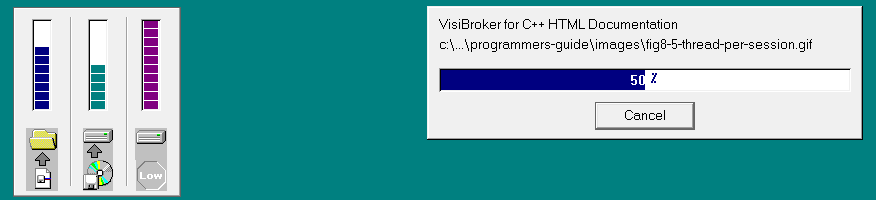 VisiBroker for C++ HTML Documentation
c:\...\programmers-guide\images\fig8-5-thread-per-session.gif
50 %
Cancel
Low